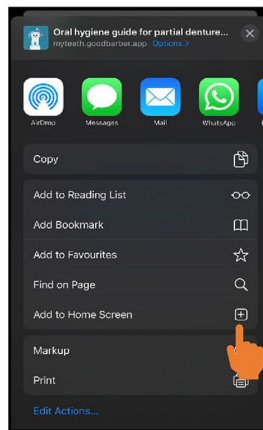 Oral hygiene guide for partial denture...
myteeth.goodbarber.app Options >
AirDrop Messages Mail WhatsApp
Copy
Add to Reading List
Add Bookmark
Add to Favourites
Find on Page
Add to Home Screen
Markup
Print
Edit Actions...